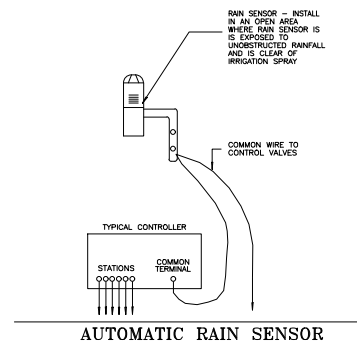 RAIN SENSOR – INSTALL
IN AN OPEN AREA
WHERE RAIN SENSOR IS
IS EXPOSED TO
UNOBSTRUCTED RAINFALL
AND IS CLEAR OF
IRRIGATION SPRAY
COMMON WIRE TO
CONTROL VALVES
TYPICAL CONTROLLER
STATIONS
COMMON
TERMINAL
AUTOMATIC RAIN SENSOR